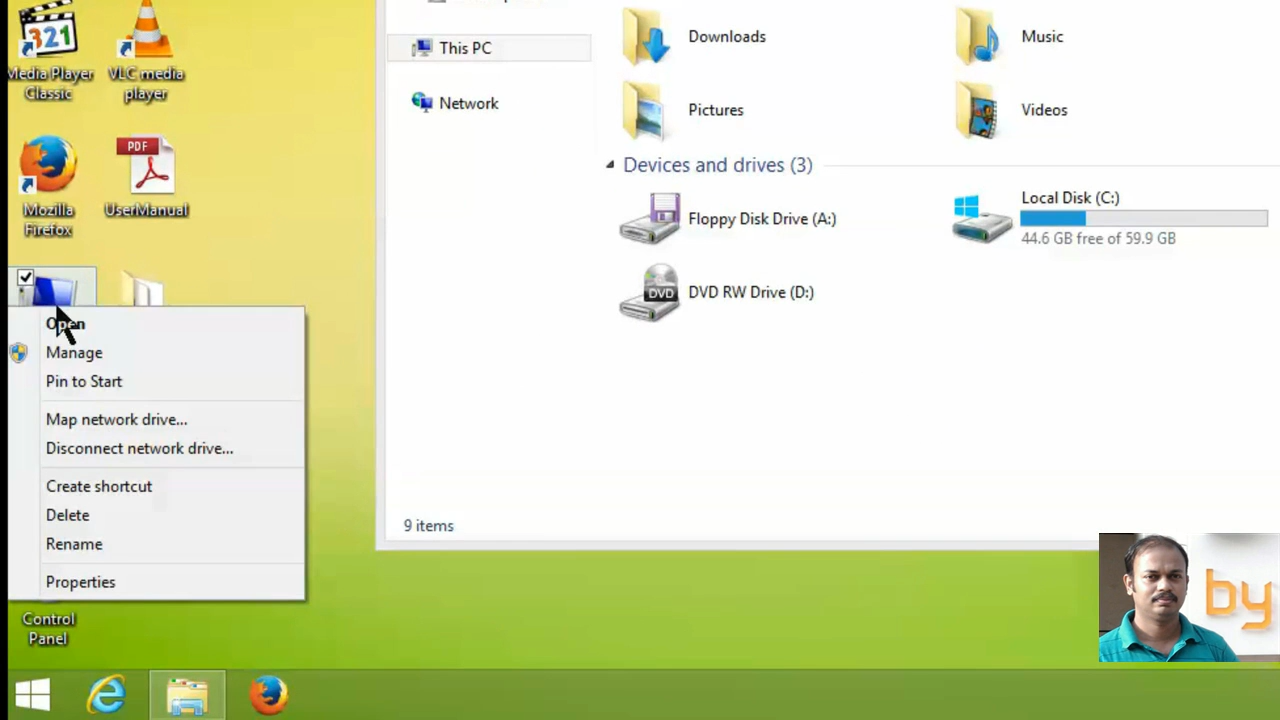 321
Media Player
Classic
VLC media
player
PDF
Mozilla
Firefox
UserManual
Open
Manage
Pin to Start
Map network drive...
Disconnect network drive...
Create shortcut
Delete
Rename
Properties
Control
Panel
This PC
Network
Downloads
Music
Pictures
Videos
Devices and drives (3)
Floppy Disk Drive (A:)
Local Disk (C:)
44.6 GB free of 59.9 GB
DVD
DVD RW Drive (D:)
9 items
by